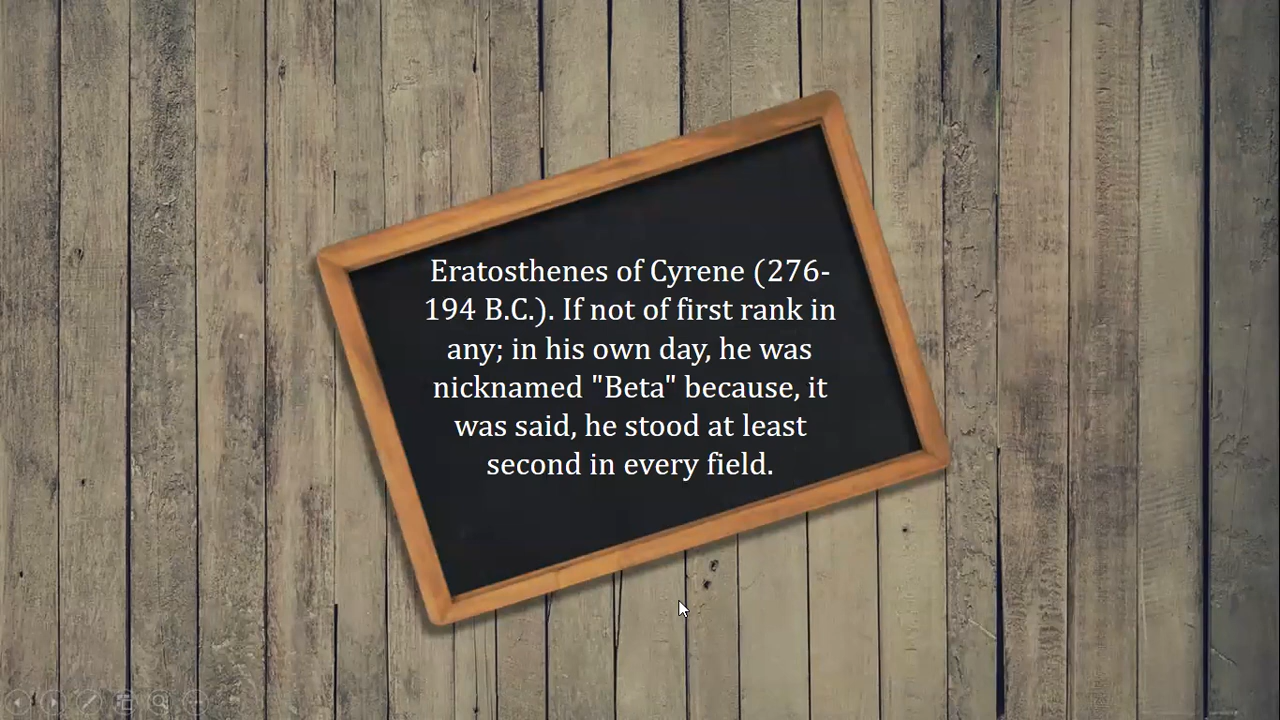 Eratosthenes of Cyrene (276-
194 B.C.). If not of first rank in
any; in his own day, he was
nicknamed "Beta" because, it
was said, he stood at least
second in every field.